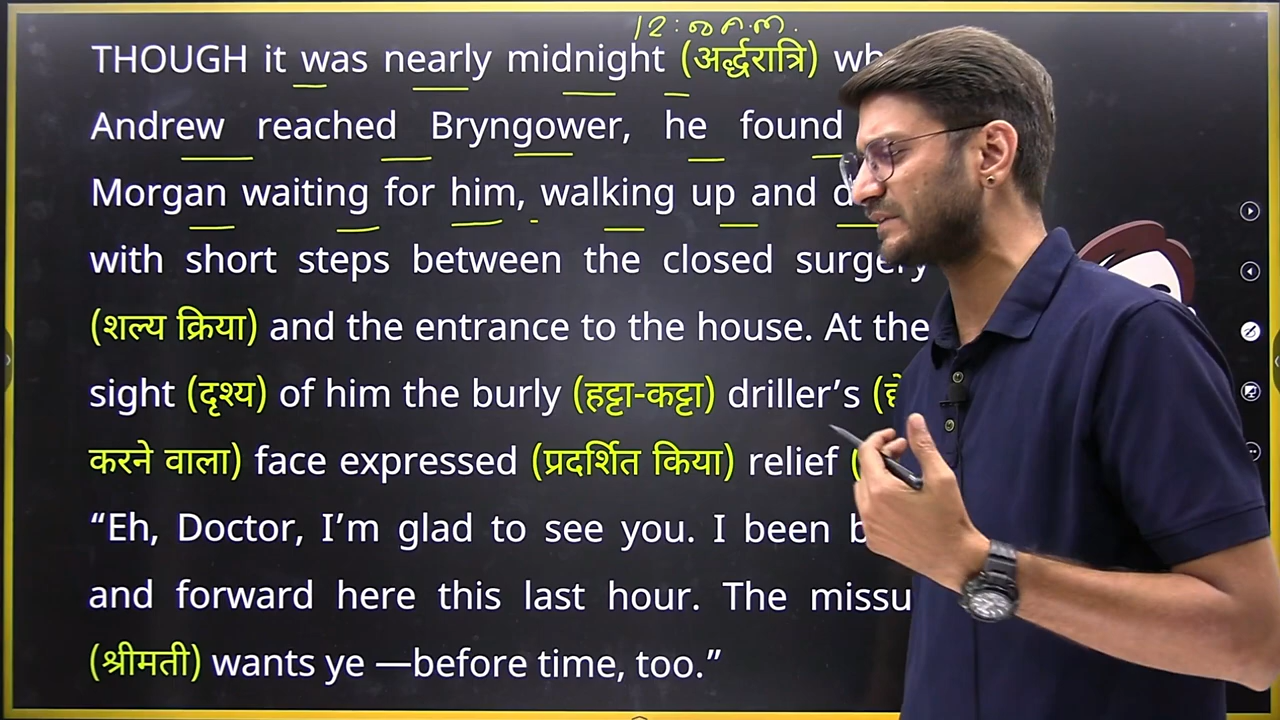 12:00 A.M.
THOUGH it was nearly midnight (अर्द्धरात्रि)
Andrew reached Bryngower, he found
Morgan waiting for him, walking up and
with short steps between the closed surgery
(शल्य क्रिया) and the entrance to the house. At the
sight (दृश्य) of him the burly (हट्टा-कट्टा) driller’s
करने वाला) face expressed (प्रदर्शित किया) relief
“Eh, Doctor, I’m glad to see you. I been
and forward here this last hour. The
(श्रीमती) wants ye —before time, too.”